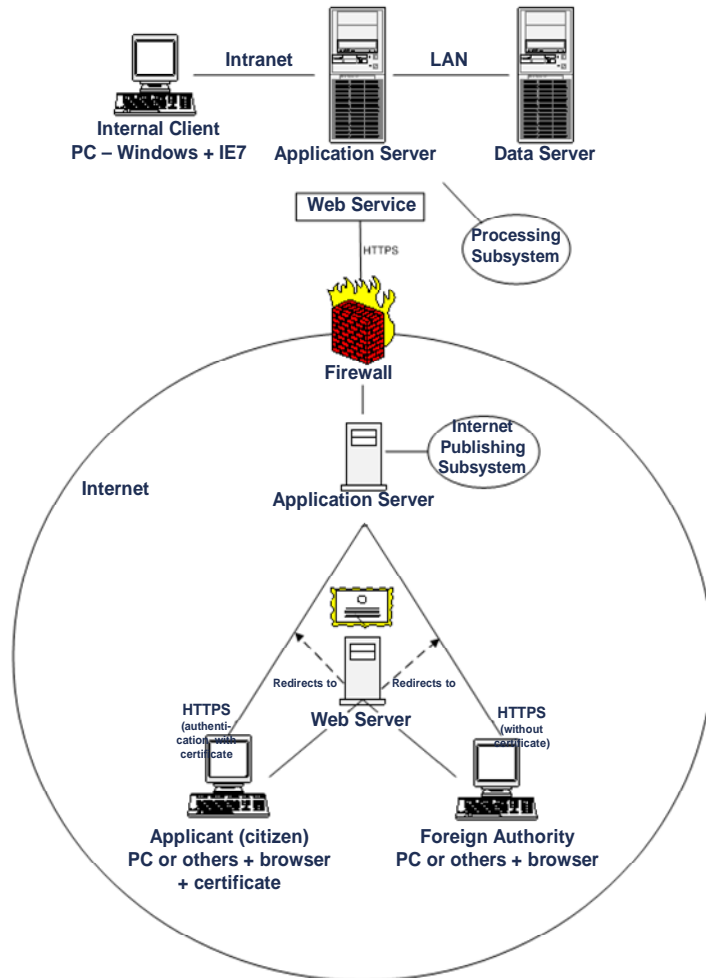 Intranet
LAN
Internal Client
PC – Windows + IE7
Application Server
Data Server
Web Service
HTTPS
Processing
Subsystem
Firewall
Internet
Publishing
Subsystem
Internet
Application Server
Redirects to
Redirects to
Web Server
HTTPS
(authenti-
cation with
certificate
HTTPS
(without
certificate)
Applicant (citizen)
PC or others + browser
+ certificate
Foreign Authority
PC or others + browser